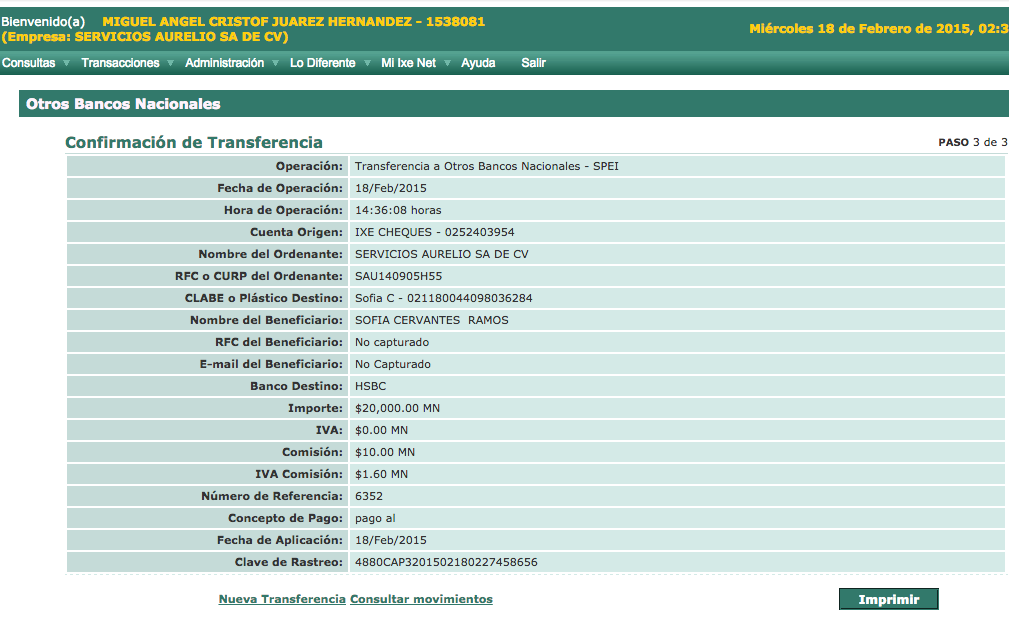 Bienvenido(a) MIGUEL ANGEL CRISTOF JUAREZ HERNANDEZ - 1538081
(Empresa: SERVICIOS AURELIO SA DE CV)
Miércoles 18 de Febrero de 2015, 02:3
Consultas Transacciones Administración Lo Diferente Mi Ixe Net Ayuda Salir
Otros Bancos Nacionales
Confirmación de Transferencia PASO 3 de 3
Operación: Transferencia a Otros Bancos Nacionales - SPEI
Fecha de Operación: 18/Feb/2015
Hora de Operación: 14:36:08 horas
Cuenta Origen: IXE CHEQUES - 0252403954
Nombre del Ordenante: SERVICIOS AURELIO SA DE CV
RFC o CURP del Ordenante: SAU140905H55
CLABE o Plástico Destino: Sofia C - 021180044098036284
Nombre del Beneficiario: SOFIA CERVANTES RAMOS
RFC del Beneficiario: No capturado
E-mail del Beneficiario: No Capturado
Banco Destino: HSBC
Importe: $20,000.00 MN
IVA: $0.00 MN
Comisión: $10.00 MN
IVA Comisión: $1.60 MN
Número de Referencia: 6352
Concepto de Pago: pago al
Fecha de Aplicación: 18/Feb/2015
Clave de Rastreo: 4880CAP3201502180227458656
Nueva Transferencia Consultar movimientos Imprimir